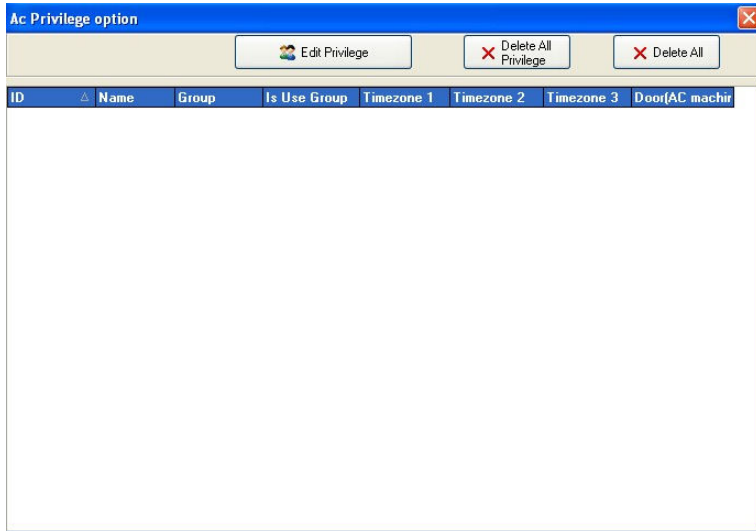 Ac Privilege option
Edit Privilege
Delete All
Privilege
Delete All
ID Name Group Is Use Group Timezone 1 Timezone 2 Timezone 3 Door(AC machin